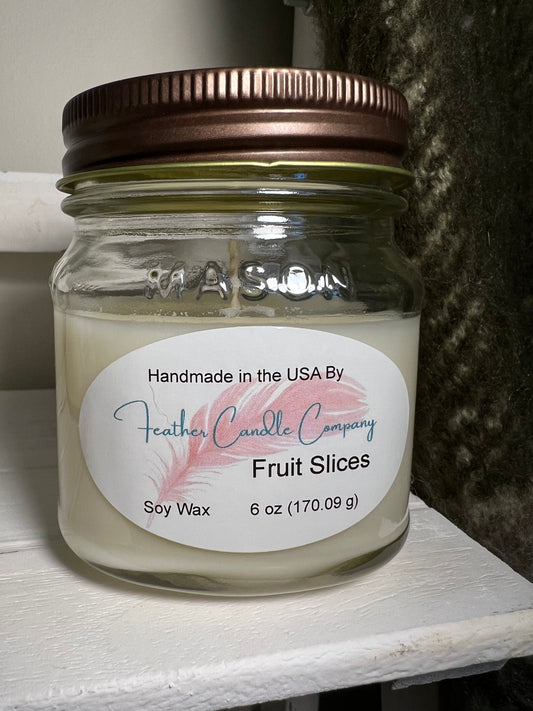 MASON
Handmade in the USA By
Feather Candle Company
Fruit Slices
Soy Wax 6 oz (170.09 g)